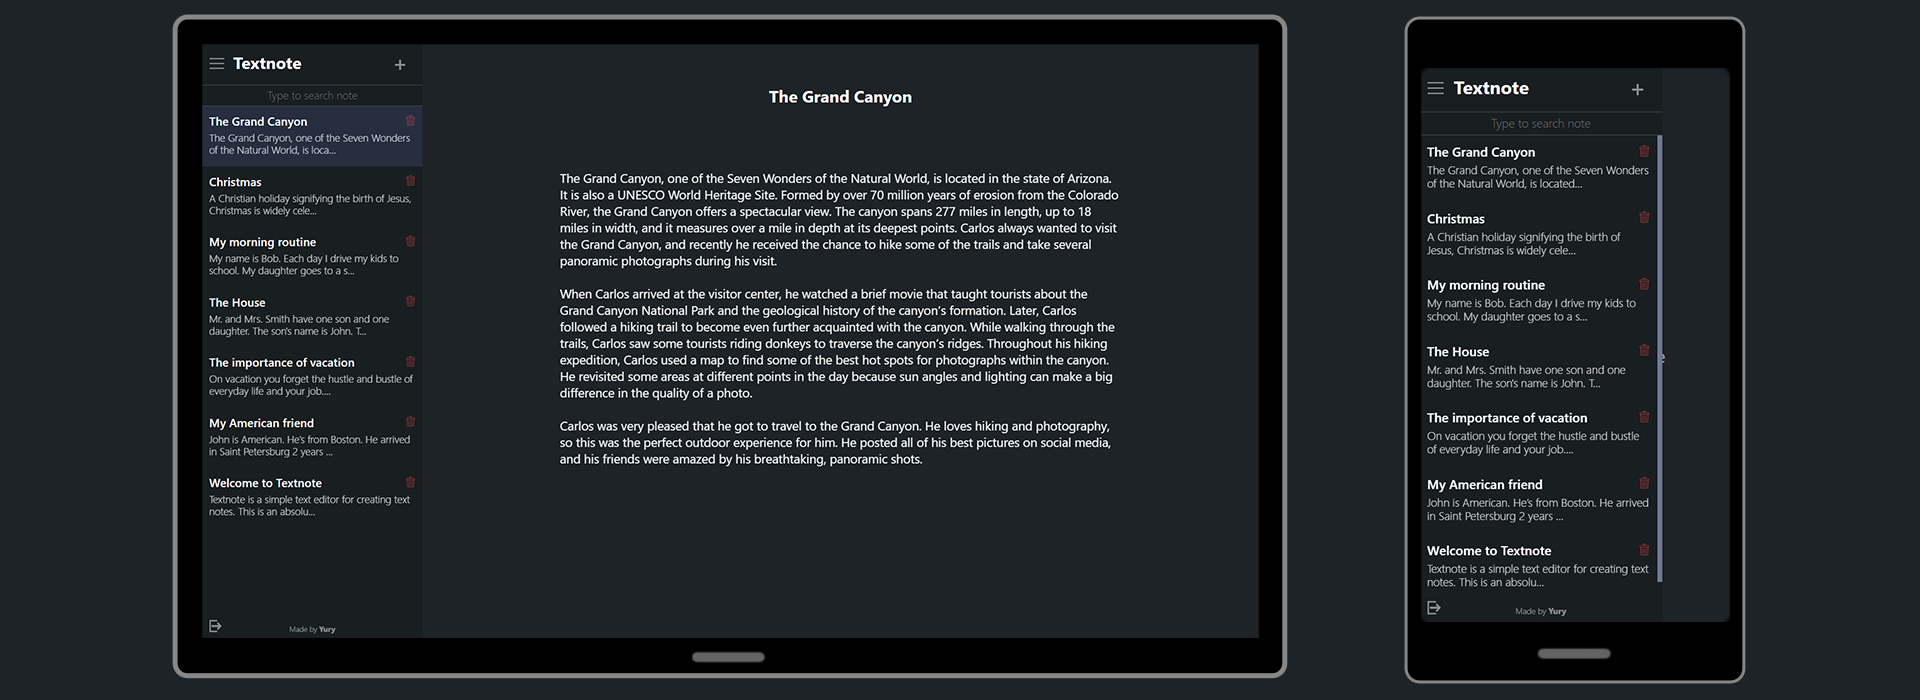 Textnote
Type to search note
The Grand Canyon
The Grand Canyon, one of the Seven Wonders
of the Natural World, is loca...
Christmas
A Christian holiday signifying the birth of Jesus,
Christmas is widely cele...
My morning routine
My name is Bob. Each day I drive my kids to
school. My daughter goes to a s...
The House
Mr. and Mrs. Smith have one son and one
daughter. The son's name is John. T...
The importance of vacation
On vacation you forget the hustle and bustle of
everyday life and your job....
My American friend
John is American. He's from Boston. He arrived
in Saint Petersburg 2 years ...
Welcome to Textnote
Textnote is a simple text editor for creating text
notes. This is an absolu...
Made by Yury
The Grand Canyon
The Grand Canyon, one of the Seven Wonders of the Natural World, is located in the state of Arizona.
It is also a UNESCO World Heritage Site. Formed by over 70 million years of erosion from the Colorado
River, the Grand Canyon offers a spectacular view. The canyon spans 277 miles in length, up to 18
miles in width, and it measures over a mile in depth at its deepest points. Carlos always wanted to visit
the Grand Canyon, and recently he received the chance to hike some of the trails and take several
panoramic photographs during his visit.
When Carlos arrived at the visitor center, he watched a brief movie that taught tourists about the
Grand Canyon National Park and the geological history of the canyon's formation. Later, Carlos
followed a hiking trail to become even further acquainted with the canyon. While walking through the
trails, Carlos saw some tourists riding donkeys to traverse the canyon's ridges. Throughout his hiking
expedition, Carlos used a map to find some of the best hot spots for photographs within the canyon.
He revisited some areas at different points in the day because sun angles and lighting can make a big
difference in the quality of a photo.
Carlos was very pleased that he got to travel to the Grand Canyon. He loves hiking and photography,
so this was the perfect outdoor experience for him. He posted all of his best pictures on social media,
and his friends were amazed by his breathtaking, panoramic shots.
Textnote
Type to search note
The Grand Canyon
The Grand Canyon, one of the Seven Wonders
of the Natural World, is located...
Christmas
A Christian holiday signifying the birth of
Jesus, Christmas is widely cele...
My morning routine
My name is Bob. Each day I drive my kids to
school. My daughter goes to a s...
The House
Mr. and Mrs. Smith have one son and one
daughter. The son's name is John. T...
The importance of vacation
On vacation you forget the hustle and bustle
of everyday life and your job....
My American friend
John is American. He's from Boston. He arrived
in Saint Petersburg 2 years ...
Welcome to Textnote
Textnote is a simple text editor for creating text
notes. This is an absolu...
Made by Yury